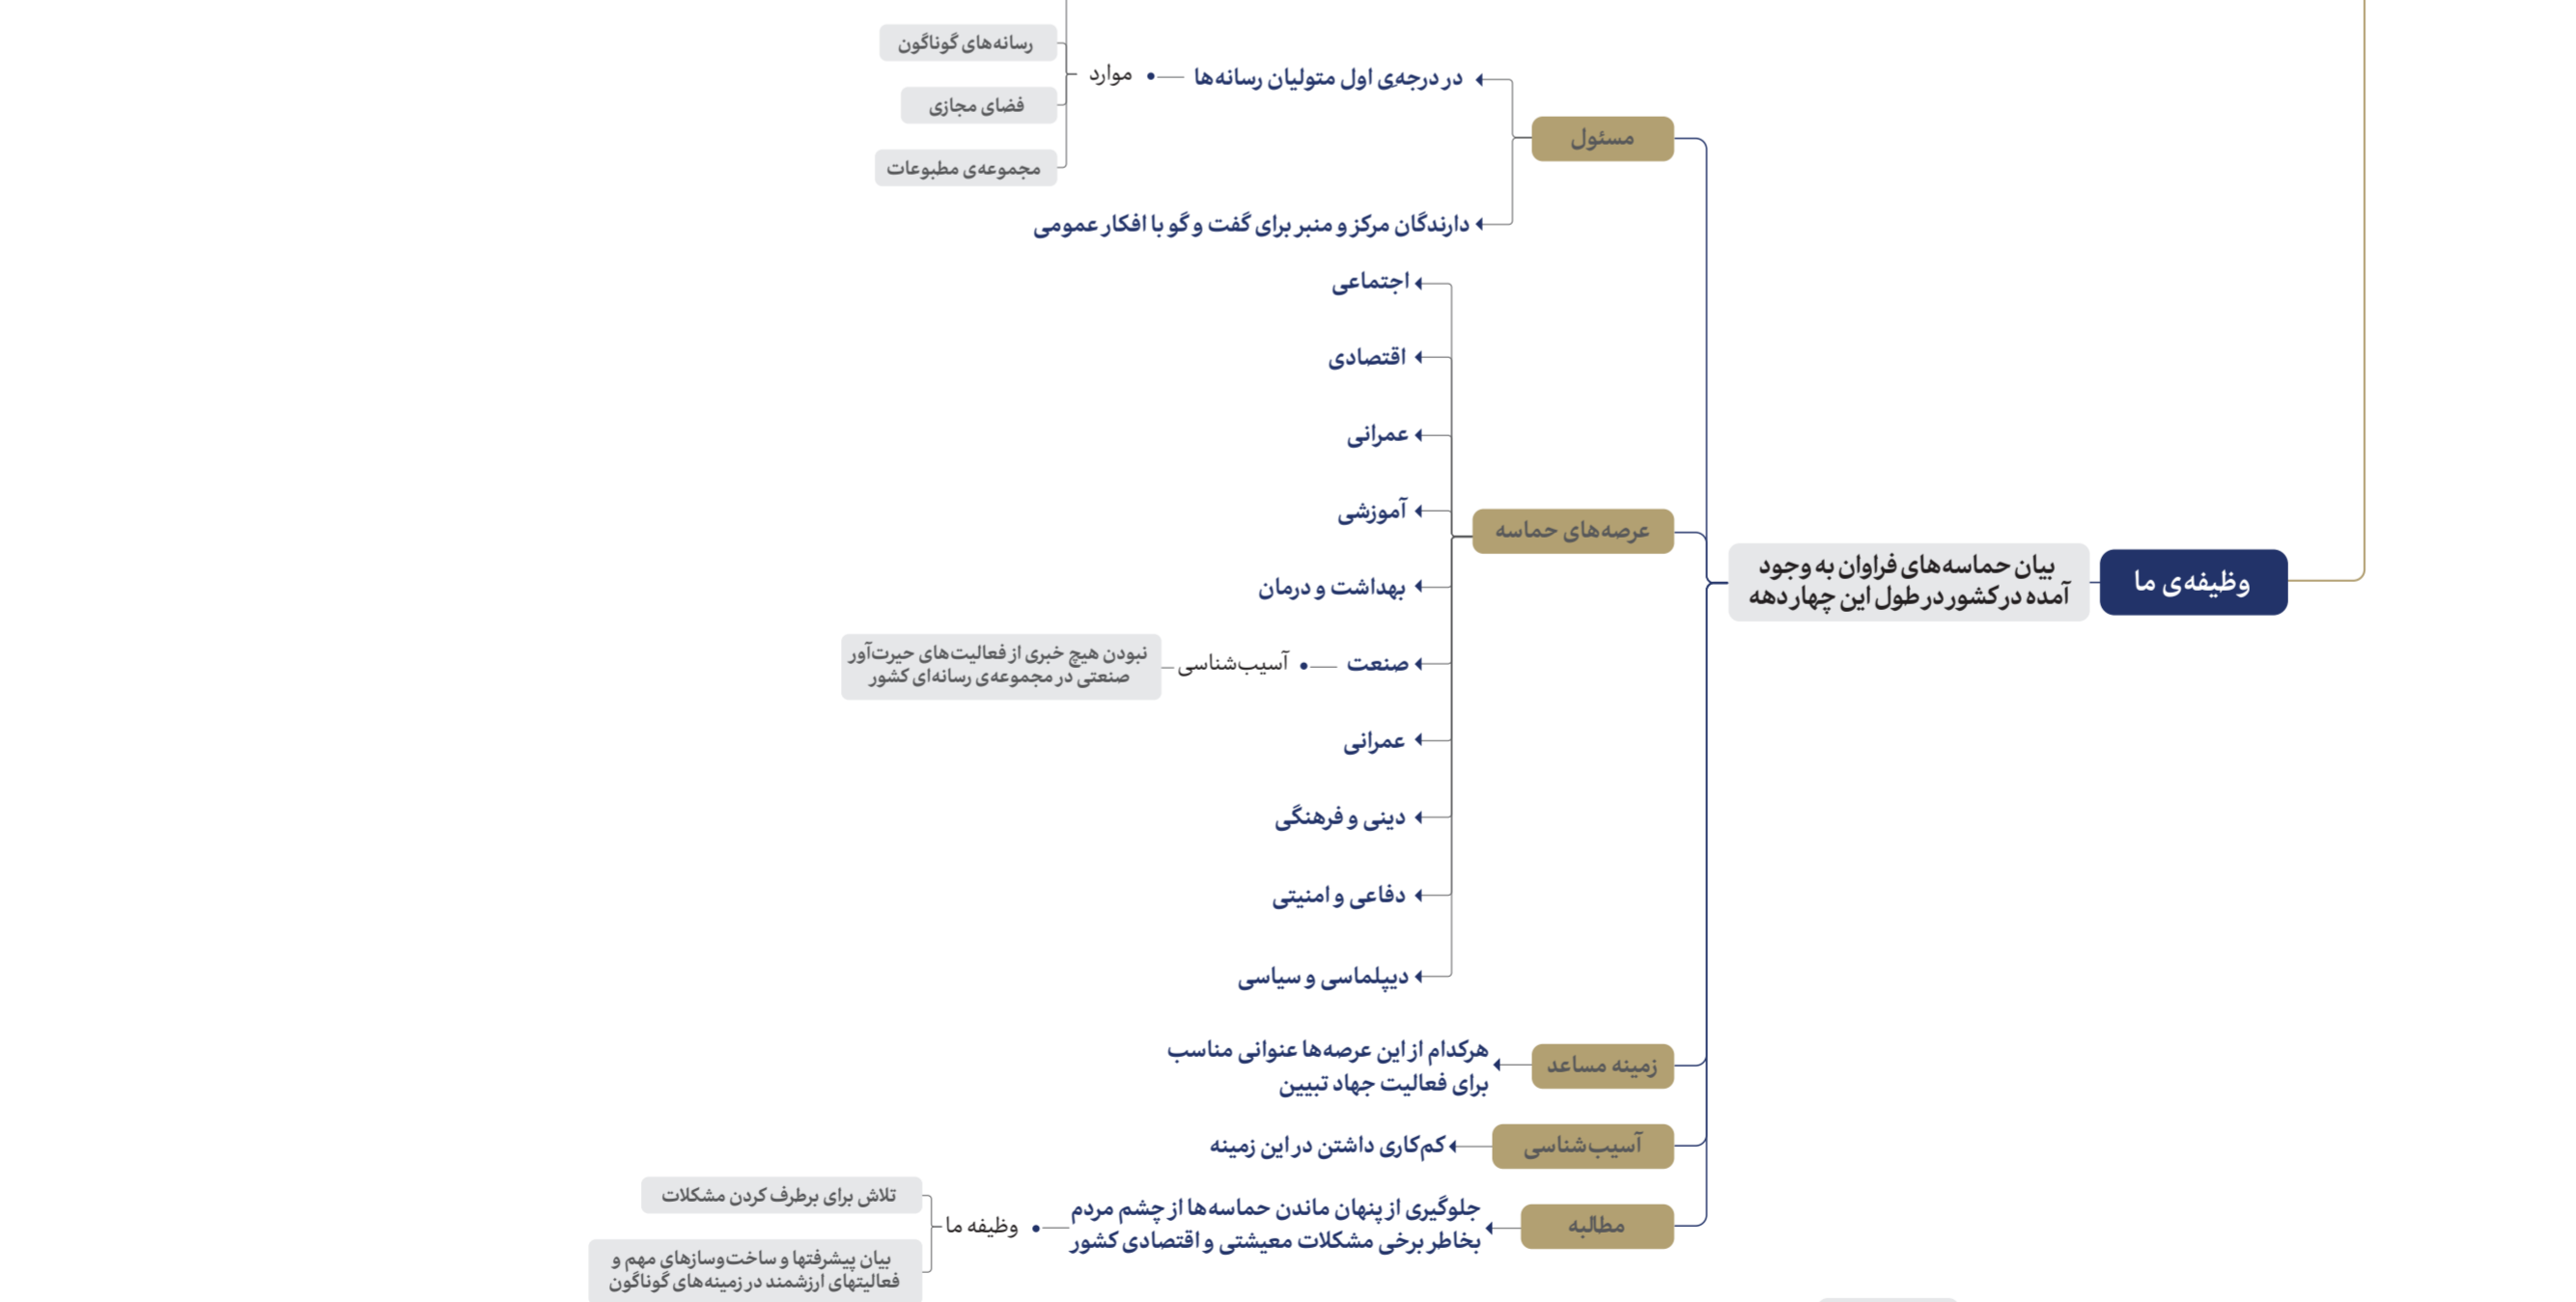 وظیفه‌ی ما
بیان حماسه‌های فراوان به وجود
آمده در کشور در طول این چهار دهه
مسئول
در درجه‌ی اول متولیان رسانه‌ها
موارد
رسانه‌های گوناگون
فضای مجازی
مجموعه‌ی مطبوعات
دارندگان مرکز و منبر برای گفت و گو با افکار عمومی
عرصه‌های حماسه
اجتماعی
اقتصادی
عمرانی
آموزشی
بهداشت و درمان
صنعت
آسیب‌شناسی
نبودن هیچ خبری از فعالیت‌های حیرت‌آور
صنعتی در مجموعه‌ی رسانه‌ای کشور
عمرانی
دینی و فرهنگی
دفاعی و امنیتی
دیپلماسی و سیاسی
زمینه مساعد
هرکدام از این عرصه‌ها عنوانی مناسب
برای فعالیت جهاد تبیین
آسیب‌شناسی
کم‌کاری داشتن در این زمینه
مطالبه
جلوگیری از پنهان ماندن حماسه‌ها از چشم مردم
بخاطر برخی مشکلات معیشتی و اقتصادی کشور
وظیفه ما
تلاش برای برطرف کردن مشکلات
بیان پیشرفتها و ساخت‌وسازهای مهم و
فعالیتهای ارزشمند در زمینه‌های گوناگون